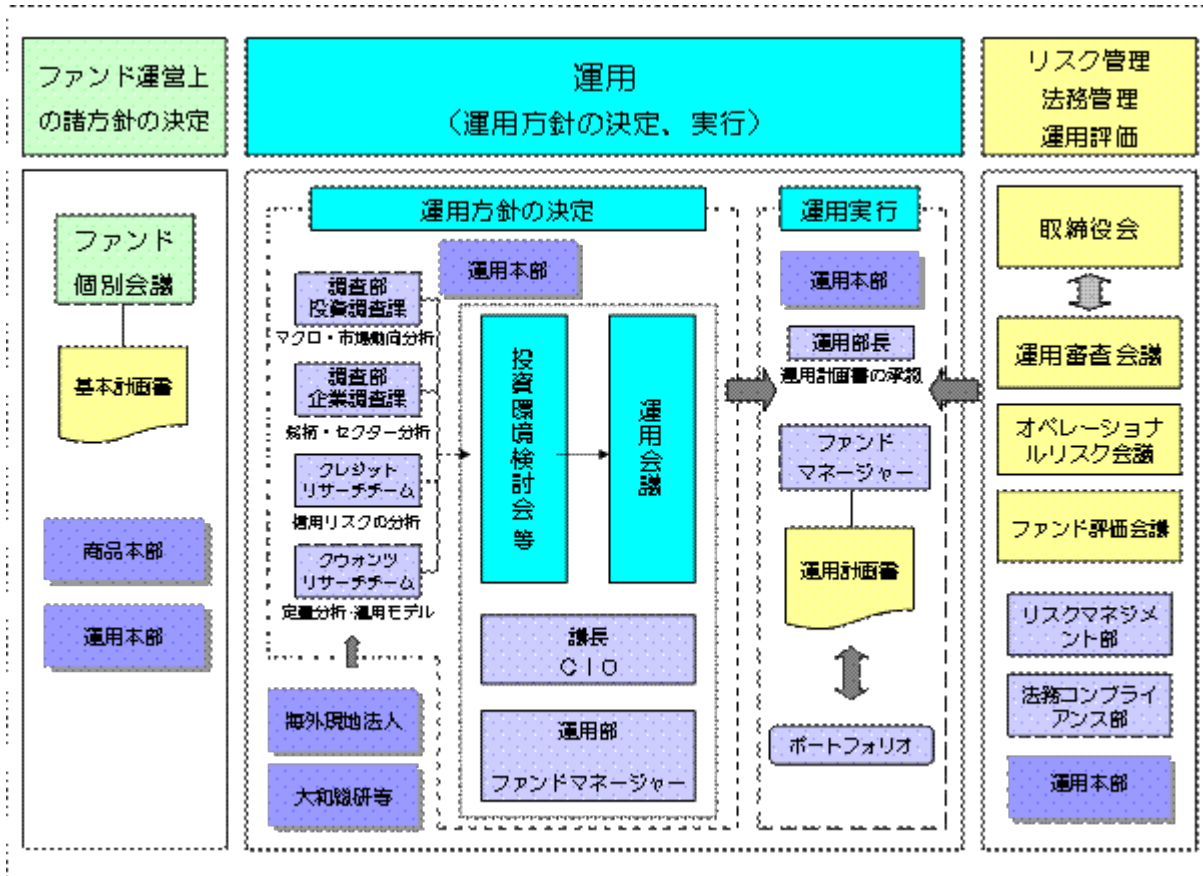 ファンド運営上
の諸方針の決定
運用
（運用方針の決定、実行）
リスク管理
法務管理
運用評価
ファンド
個別会議
基本計画書
商品本部
運用本部
運用方針の決定
運用本部
調査部
投資調査課
マクロ・市場動向分析
調査部
企業調査課
銘柄・セクター分析
クレジット
リサーチチーム
信用リスクの分析
クウォンツ
リサーチチーム
定量分析・運用モデル
海外現地法人
大和総研等
投資環境検討会 等
運用会議
議長
ＣＩＯ
運用部
ファンドマネージャー
運用実行
運用本部
運用部長
運用計画書の承認
ファンド
マネージャー
運用計画書
ポートフォリオ
取締役会
運用審査会議
オペレーショナ
ルリスク会議
ファンド評価会議
リスクマネジメ
ント部
法務コンプライ
アンス部
運用本部